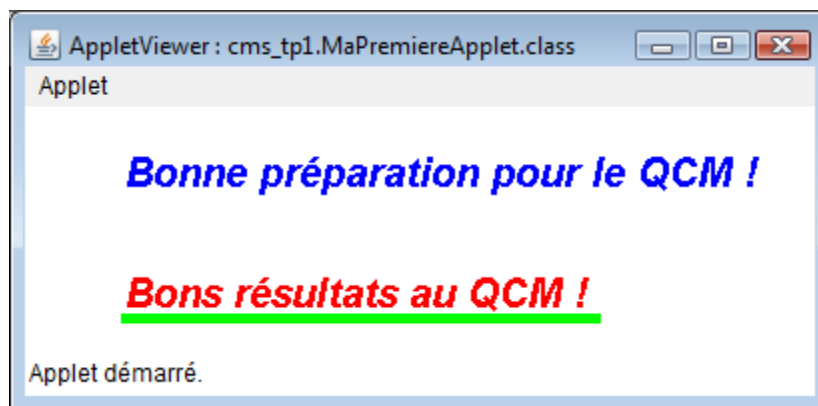 AppletViewer : cms_tp1.MaPremiereApplet.class
Applet
Bonne préparation pour le QCM !
Bons résultats au QCM !
Applet démarré.